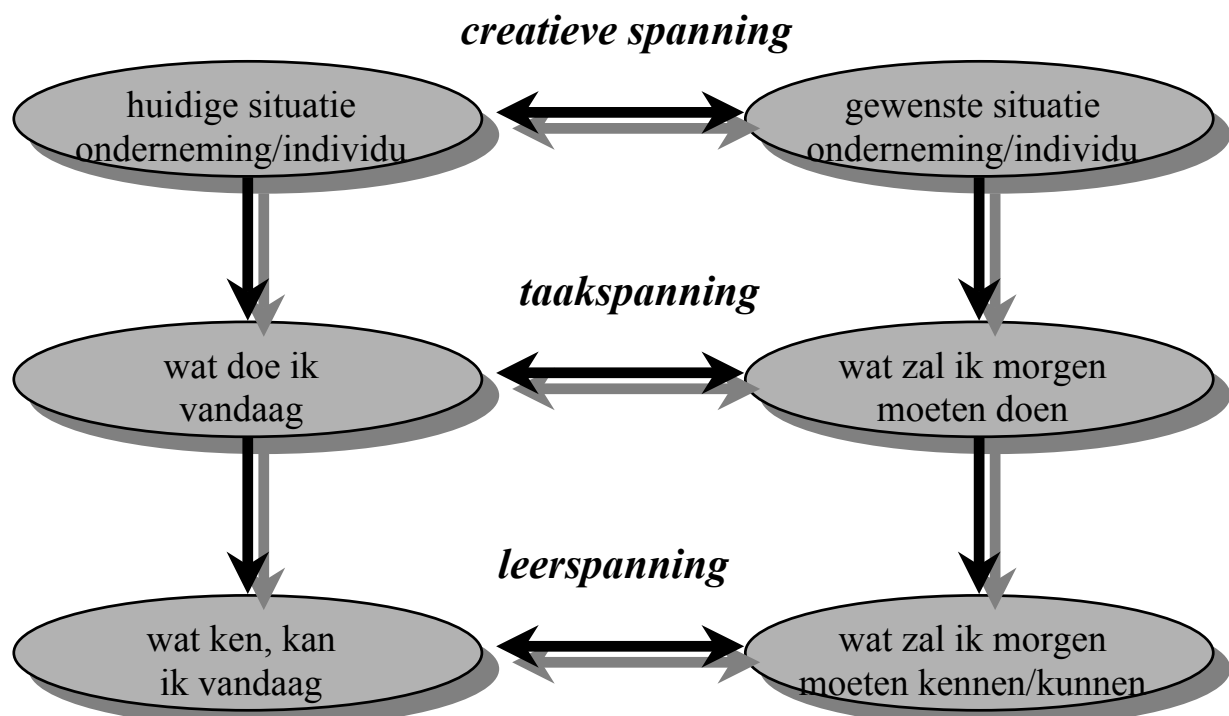 creatieve spanning
huidige situatie
onderneming/individu
gewenste situatie
onderneming/individu
taakspanning
wat doe ik
vandaag
wat zal ik morgen
moeten doen
leerspanning
wat ken, kan
ik vandaag
wat zal ik morgen
moeten kennen/kunnen